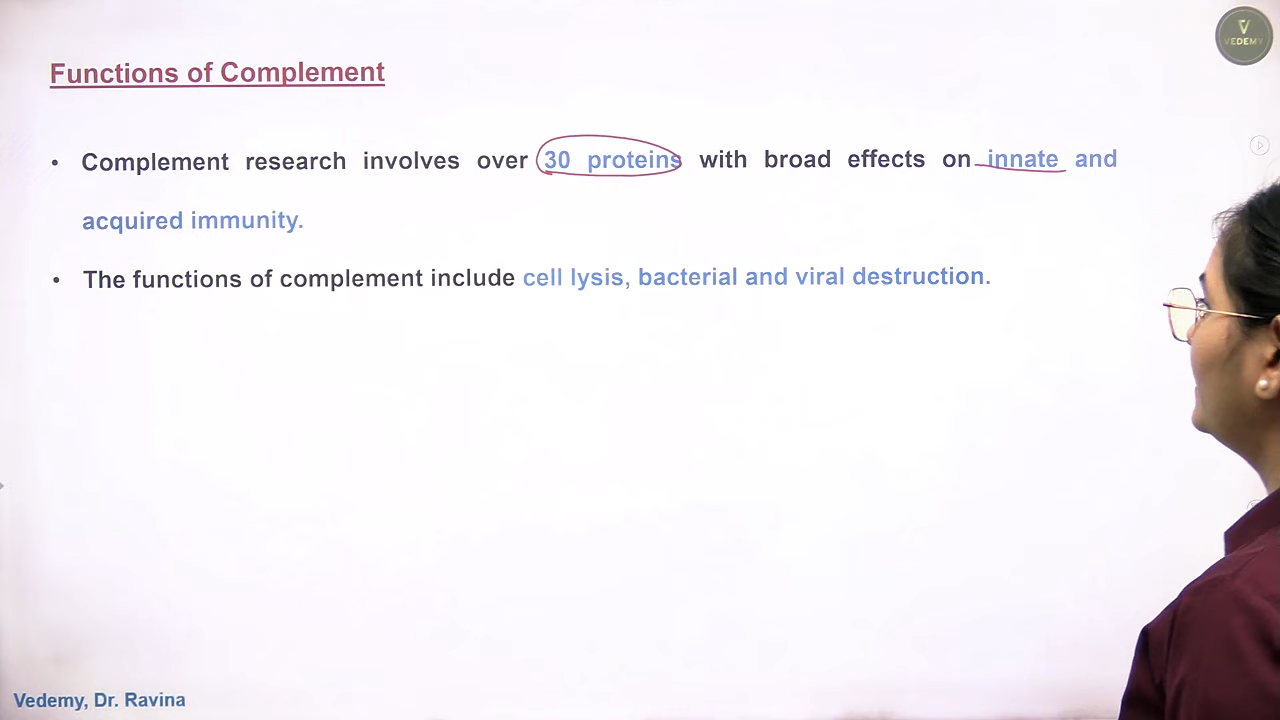 VEDEMY
Functions of Complement
• Complement research involves over 30 proteins with broad effects on innate and
acquired immunity.
• The functions of complement include cell lysis, bacterial and viral destruction.
Vedemy, Dr. Ravina